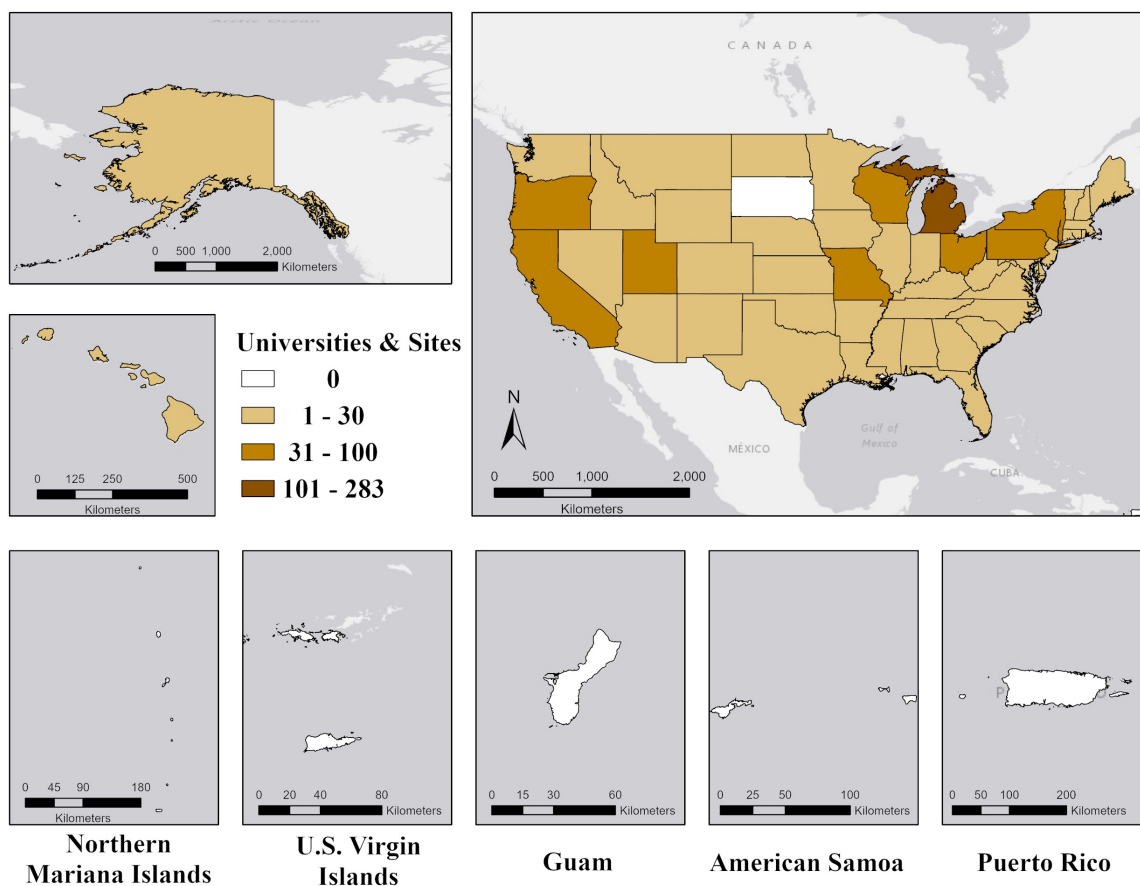 Arctic Ocean
0 500 1,000 2,000
Kilometers
CANADA
Gulf of
Mexico
MÉXICO
CUBA
N
0 500 1,000 2,000
Kilometers
0 125 250 500
Kilometers
Universities & Sites
0
1 - 30
31 - 100
101 - 283
0 45 90 180
Kilometers
Northern
Mariana Islands
0 20 40 80
Kilometers
U.S. Virgin
Islands
0 15 30 60
Kilometers
Guam
0 25 50 100
Kilometers
American Samoa
0 50 100 200
Kilometers
Puerto Rico